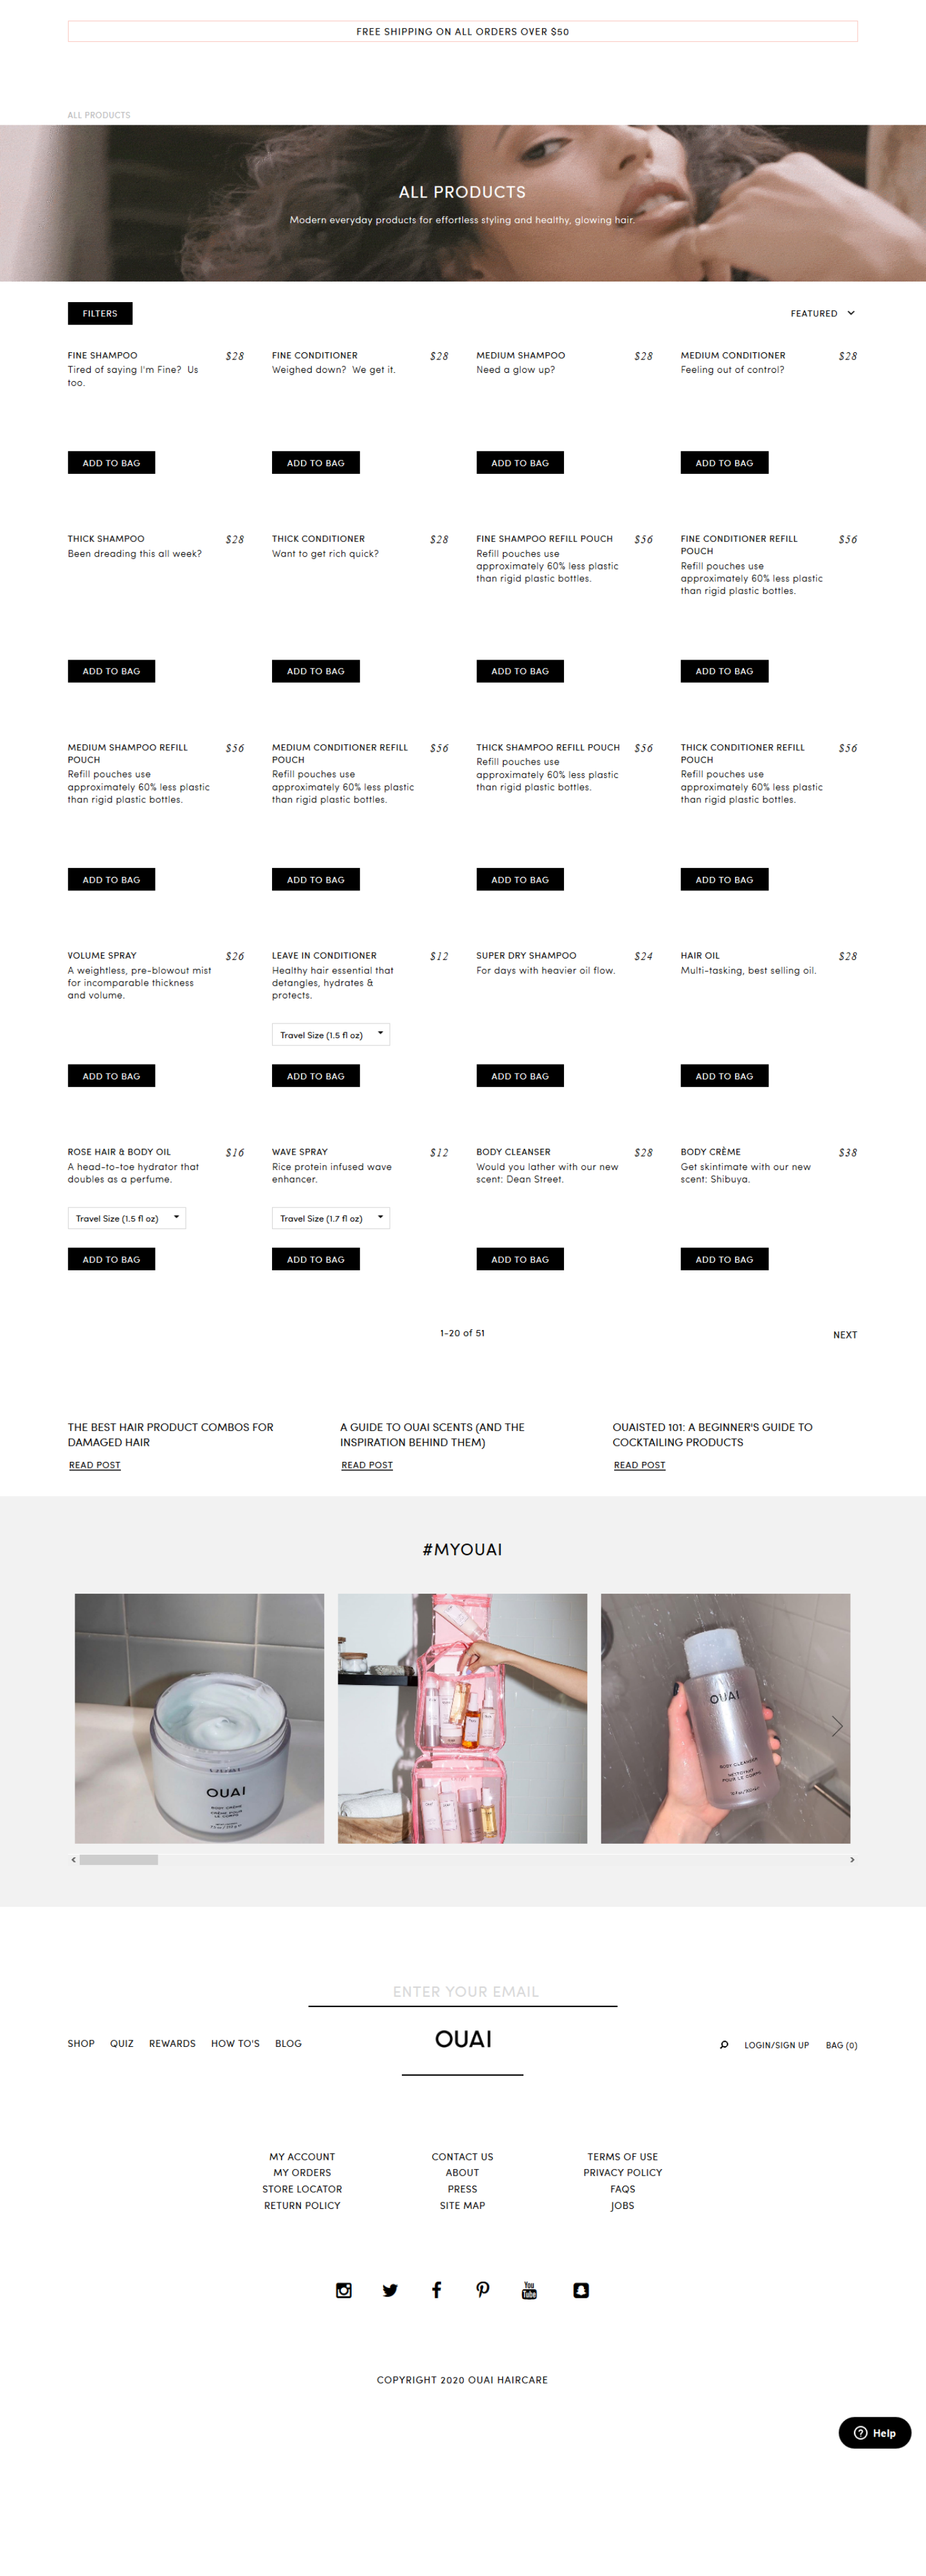 FREE SHIPPING ON ALL ORDERS OVER $50
ALL PRODUCTS
ALL PRODUCTS
Modern everyday products for effortless styling and healthy, glowing hair.
FILTERS
FEATURED
FINE SHAMPOO $28
Tired of saying I'm Fine? Us
too.
ADD TO BAG
FINE CONDITIONER $28
Weighed down? We get it.
ADD TO BAG
MEDIUM SHAMPOO $28
Need a glow up?
ADD TO BAG
MEDIUM CONDITIONER $28
Feeling out of control?
ADD TO BAG
THICK SHAMPOO $28
Been dreading this all week?
ADD TO BAG
THICK CONDITIONER $28
Want to get rich quick?
ADD TO BAG
FINE SHAMPOO REFILL POUCH $56
Refill pouches use
approximately 60% less plastic
than rigid plastic bottles.
ADD TO BAG
FINE CONDITIONER REFILL $56
POUCH
Refill pouches use
approximately 60% less plastic
than rigid plastic bottles.
ADD TO BAG
MEDIUM SHAMPOO REFILL $56
POUCH
Refill pouches use
approximately 60% less plastic
than rigid plastic bottles.
ADD TO BAG
MEDIUM CONDITIONER REFILL $56
POUCH
Refill pouches use
approximately 60% less plastic
than rigid plastic bottles.
ADD TO BAG
THICK SHAMPOO REFILL POUCH $56
Refill pouches use
approximately 60% less plastic
than rigid plastic bottles.
ADD TO BAG
THICK CONDITIONER REFILL $56
POUCH
Refill pouches use
approximately 60% less plastic
than rigid plastic bottles.
ADD TO BAG
VOLUME SPRAY $26
A weightless, pre-blowout mist
for incomparable thickness
and volume.
ADD TO BAG
LEAVE IN CONDITIONER $12
Healthy hair essential that
detangles, hydrates &
protects.
Travel Size (1.5 fl oz)
ADD TO BAG
SUPER DRY SHAMPOO $24
For days with heavier oil flow.
ADD TO BAG
HAIR OIL $28
Multi-tasking, best selling oil.
ADD TO BAG
ROSE HAIR & BODY OIL $16
A head-to-toe hydrator that
doubles as a perfume.
Travel Size (1.5 fl oz)
ADD TO BAG
WAVE SPRAY $12
Rice protein infused wave
enhancer.
Travel Size (1.7 fl oz)
ADD TO BAG
BODY CLEANSER $28
Would you lather with our new
scent: Dean Street.
ADD TO BAG
BODY CRÈME $38
Get skintimate with our new
scent: Shibuya.
ADD TO BAG
1-20 of 51
NEXT
THE BEST HAIR PRODUCT COMBOS FOR
DAMAGED HAIR
READ POST
A GUIDE TO OUAI SCENTS (AND THE
INSPIRATION BEHIND THEM)
READ POST
OUAISTED 101: A BEGINNER'S GUIDE TO
COCKTAILING PRODUCTS
READ POST
#MYOUAI
OUAI
BODY CRÈME
CRÈME POUR
LE CORPS
OUAI
BODY CLEANSER
NETTOYANT
POUR LE CORPS
ENTER YOUR EMAIL
SHOP QUIZ REWARDS HOW TO'S BLOG
OUAI
LOGIN/SIGN UP BAG (0)
MY ACCOUNT
MY ORDERS
STORE LOCATOR
RETURN POLICY
CONTACT US
ABOUT
PRESS
SITE MAP
TERMS OF USE
PRIVACY POLICY
FAQS
JOBS
You
Tube
COPYRIGHT 2020 OUAI HAIRCARE
Help